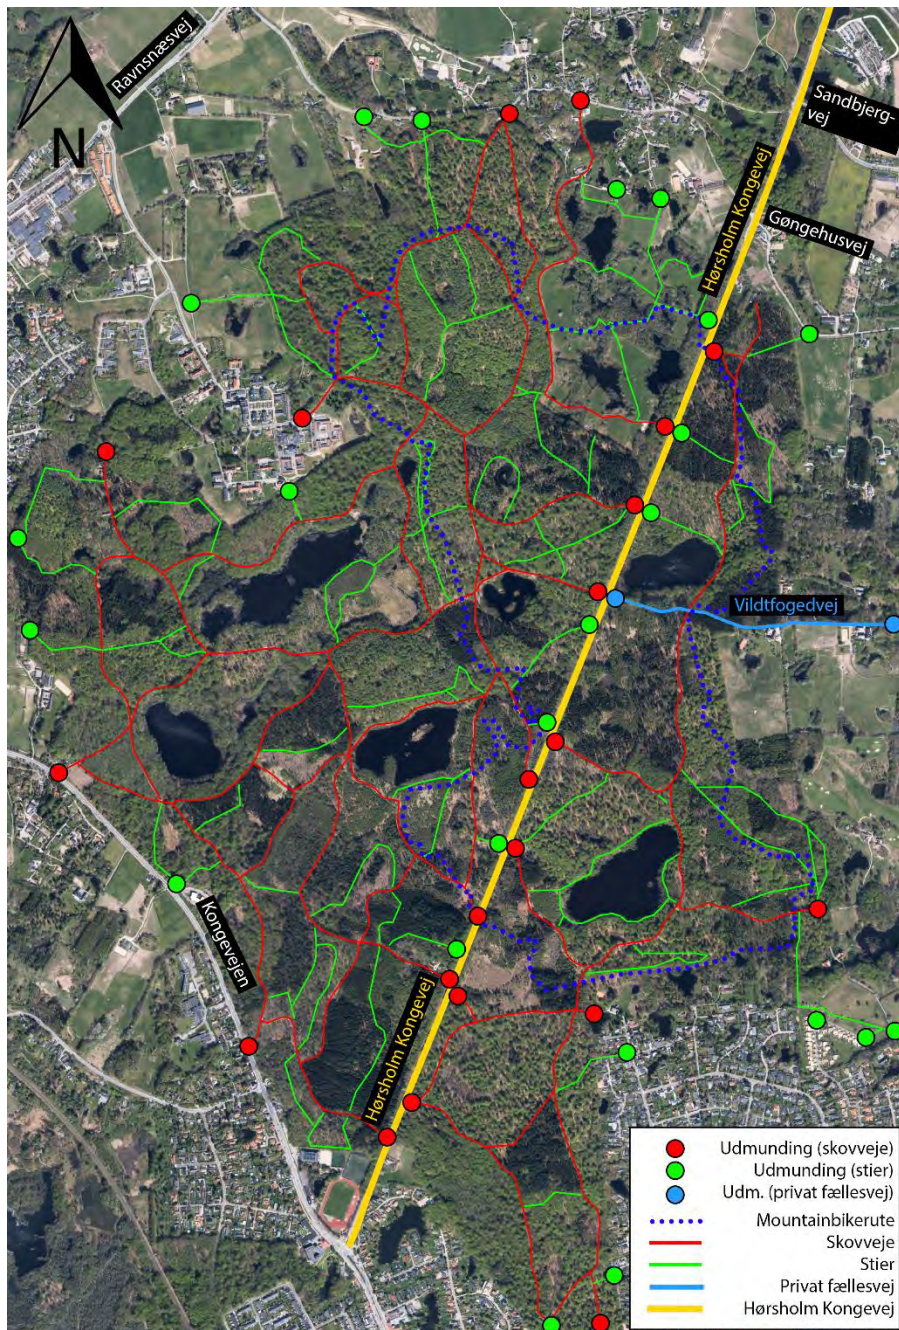 Ravnsnæsvej
N
Sandbjerg-
vej
Hørsholm Kongevej
Gøngehusvej
Vildtfogedvej
Kongevejen
Hørsholm Kongevej
Udmunding (skovveje)
Udmunding (stier)
Udm. (privat fællesvej)
Mountainbikerute
Skovveje
Stier
Privat fællesvej
Hørsholm Kongevej